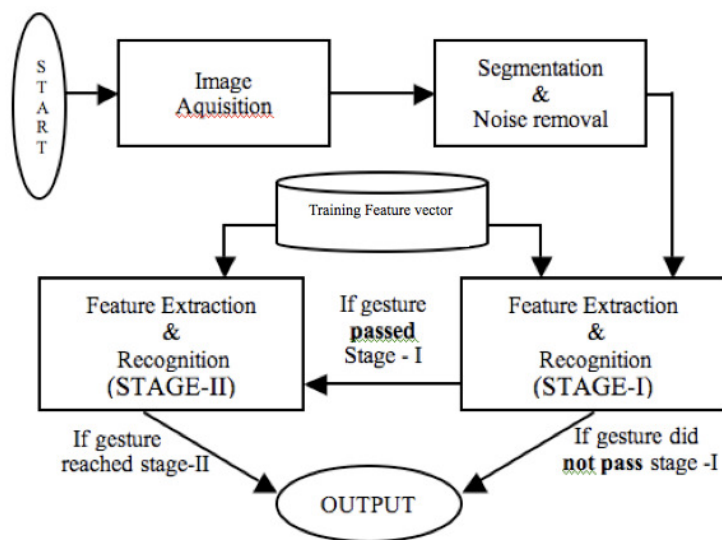 START
Image
Aquisition
Segmentation
&
Noise removal
Training Feature vector
Feature Extraction
&
Recognition
(STAGE-II)
If gesture
passed
Stage - I
Feature Extraction
&
Recognition
(STAGE-I)
If gesture
reached stage-II
If gesture did
not pass stage -I
OUTPUT